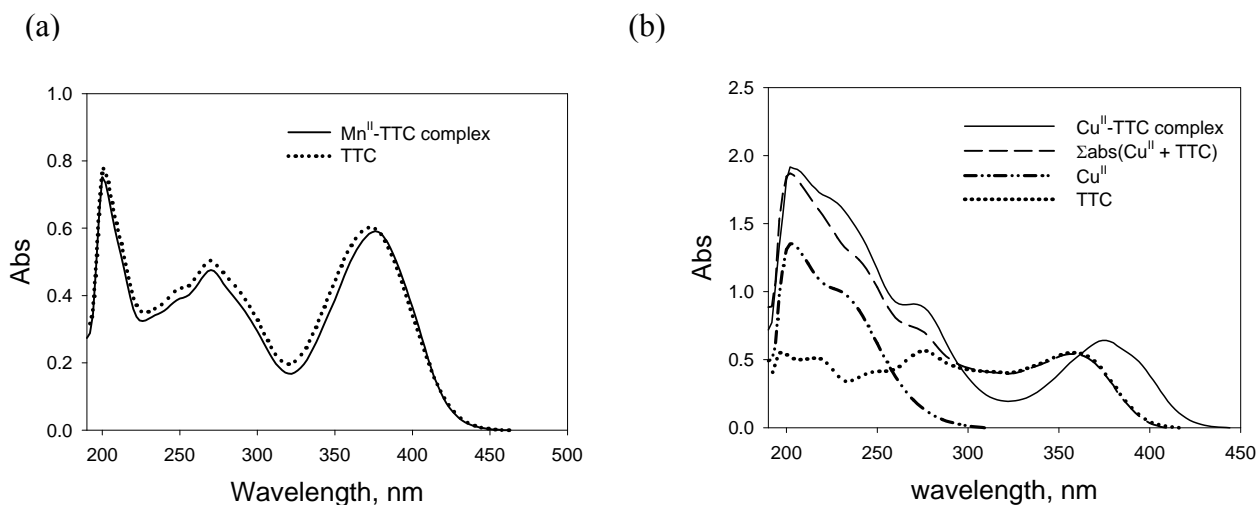 (a)
Abs
1.0
0.8
0.6
0.4
0.2
0.0
Mn^II-TTC complex
TTC
200 250 300 350 400 450 500
Wavelength, nm
(b)
Abs
2.5
2.0
1.5
1.0
0.5
0.0
Cu^II-TTC complex
Σabs(Cu^II + TTC)
Cu^II
TTC
200 250 300 350 400 450
wavelength, nm